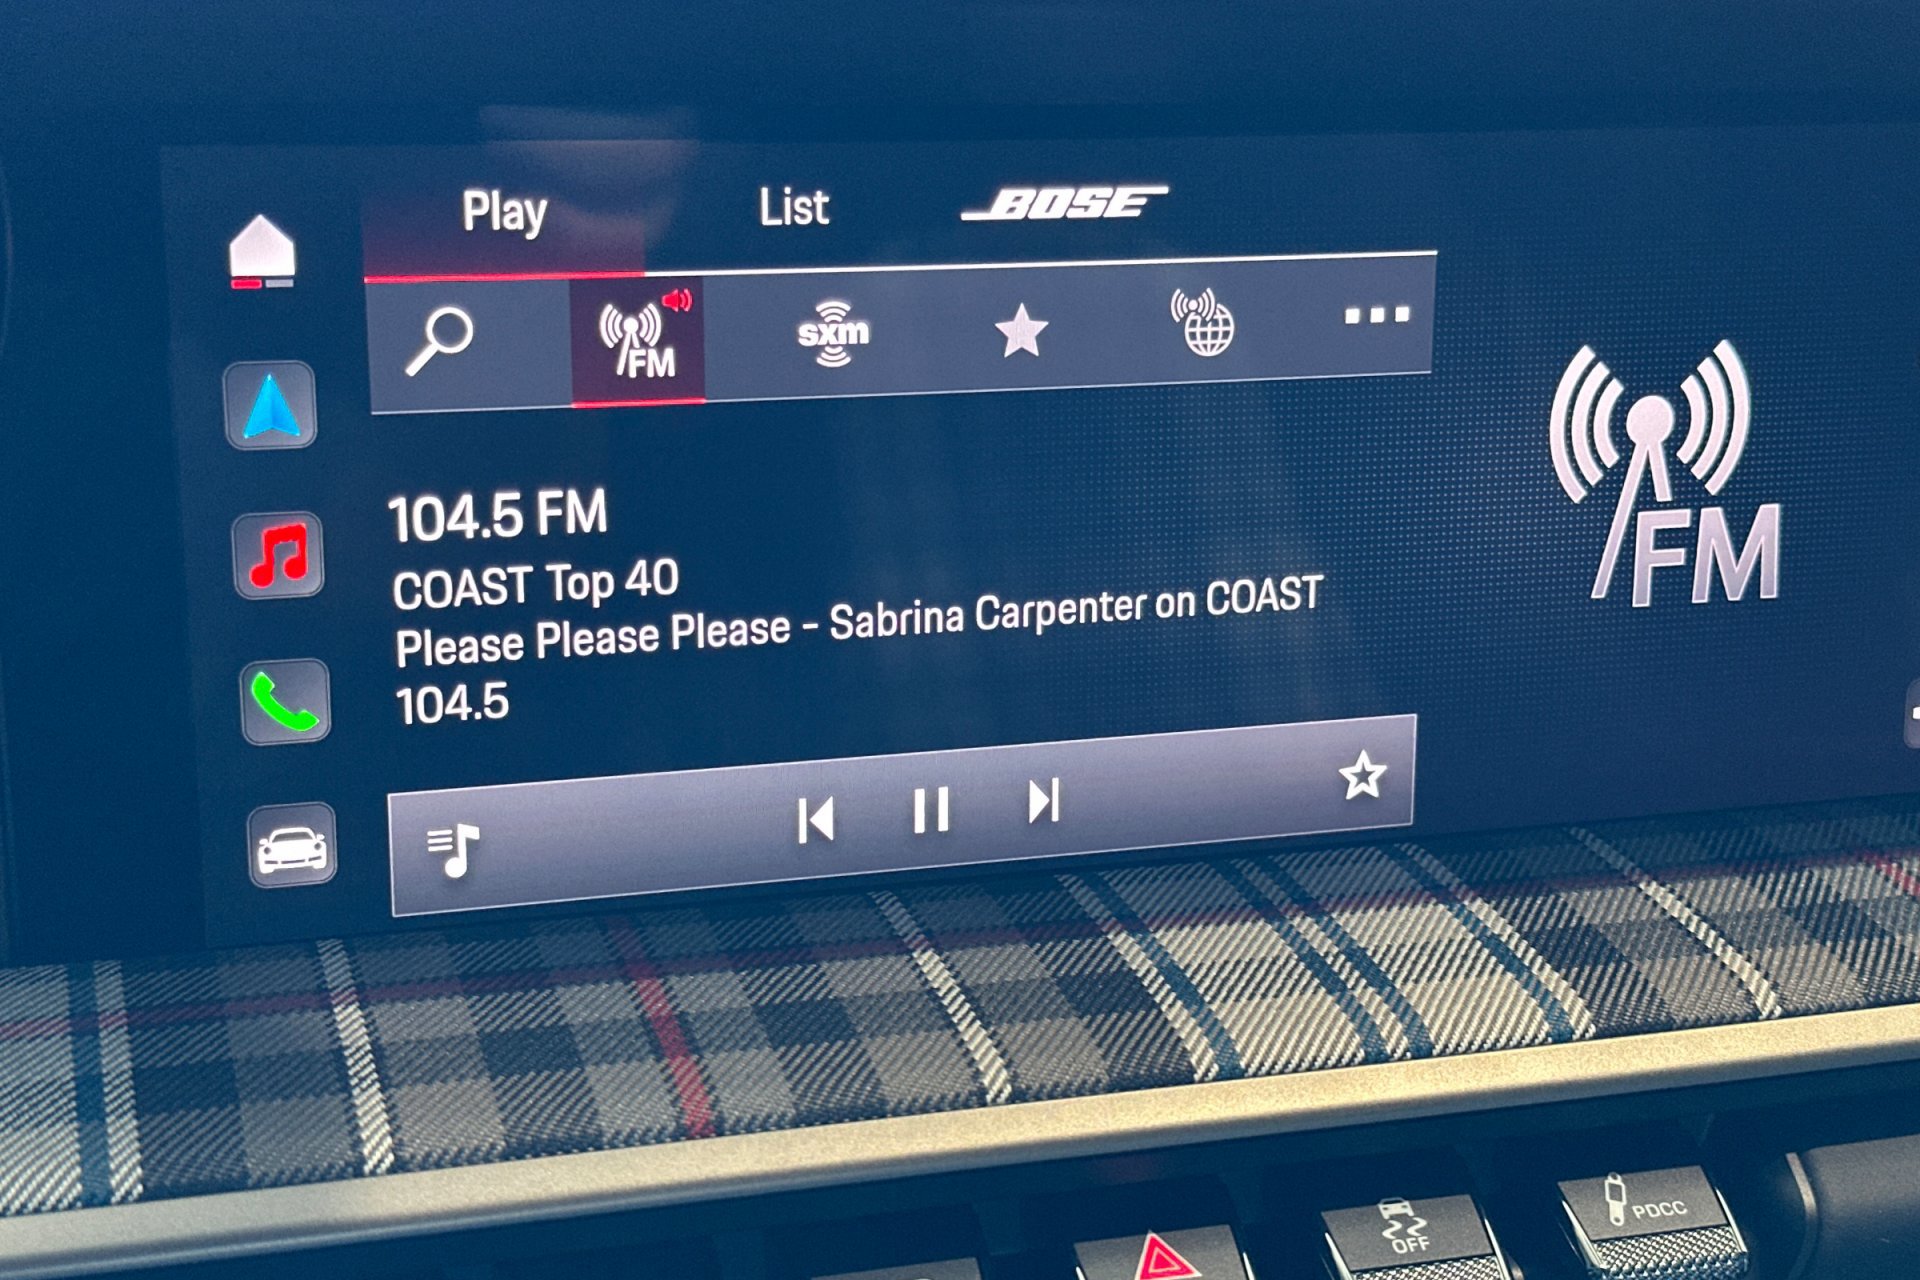 Play
List
BOSE
FM
sxm
104.5 FM
COAST Top 40
Please Please Please - Sabrina Carpenter on COAST
104.5
FM
OFF
PDCC